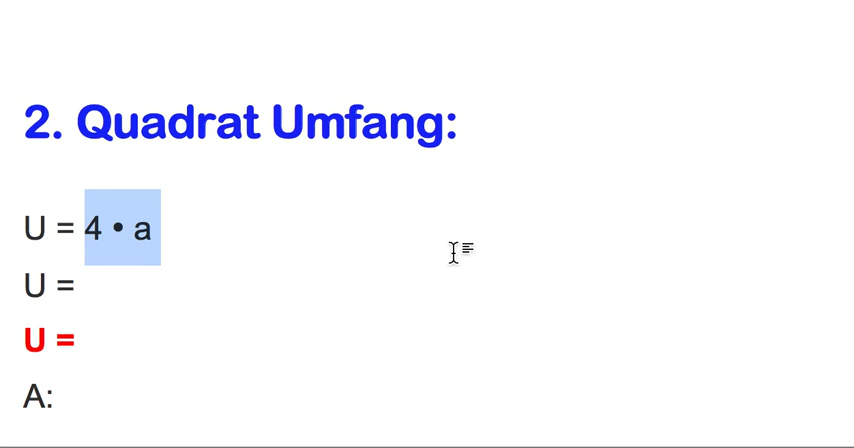 2. Quadrat Umfang:
U = 4 • a
U =
U =
A: